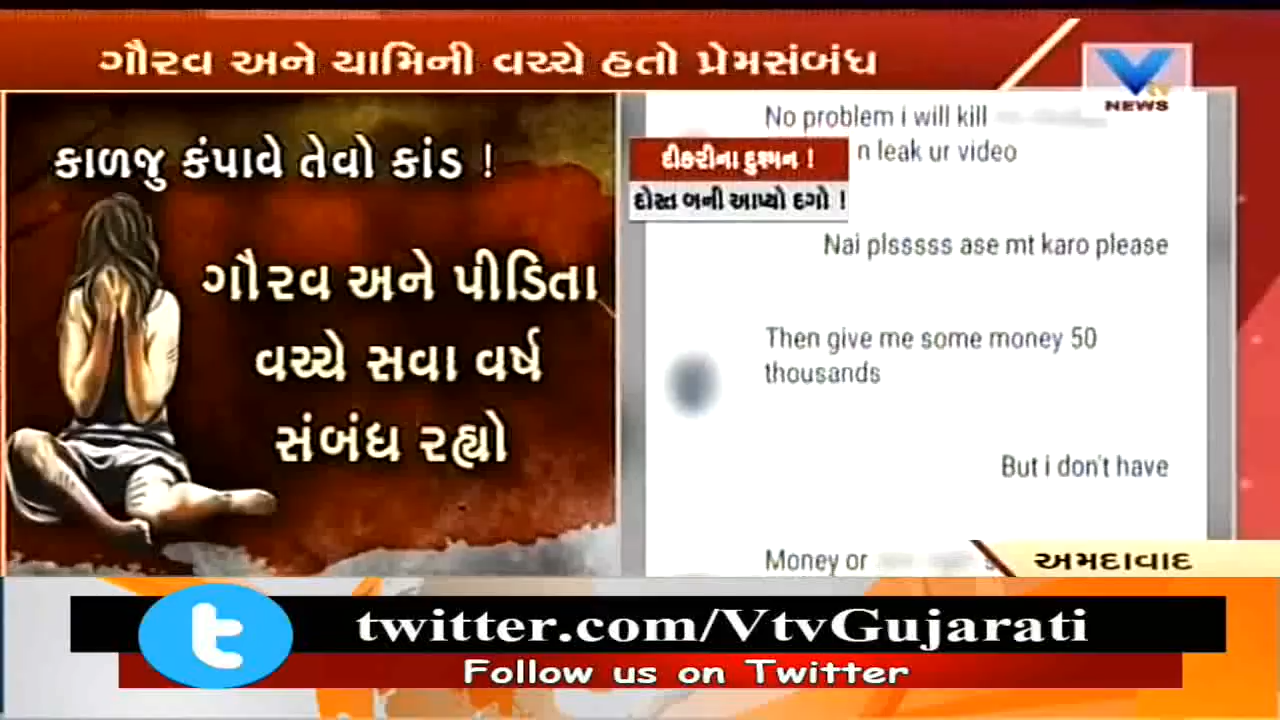 ગૌરવ અને યામિની વચ્ચે હતો પ્રેમસંબંધ
Vtv
NEWS
કાળજુ કંપાવે તેવો કાંડ !
ગૌરવ અને પીડિતા
વચ્ચે સવા વર્ષ
સંબંધ રહ્યો
No problem i will kill
n leak ur video
દીકરીના દુશ્મન !
દોસ્ત બની આપ્યો દગો !
Nai plsssss ase mt karo please
Then give me some money 50
thousands
But i don't have
Money or
અમદાવાદ
twitter.com/VtvGujarati
Follow us on Twitter